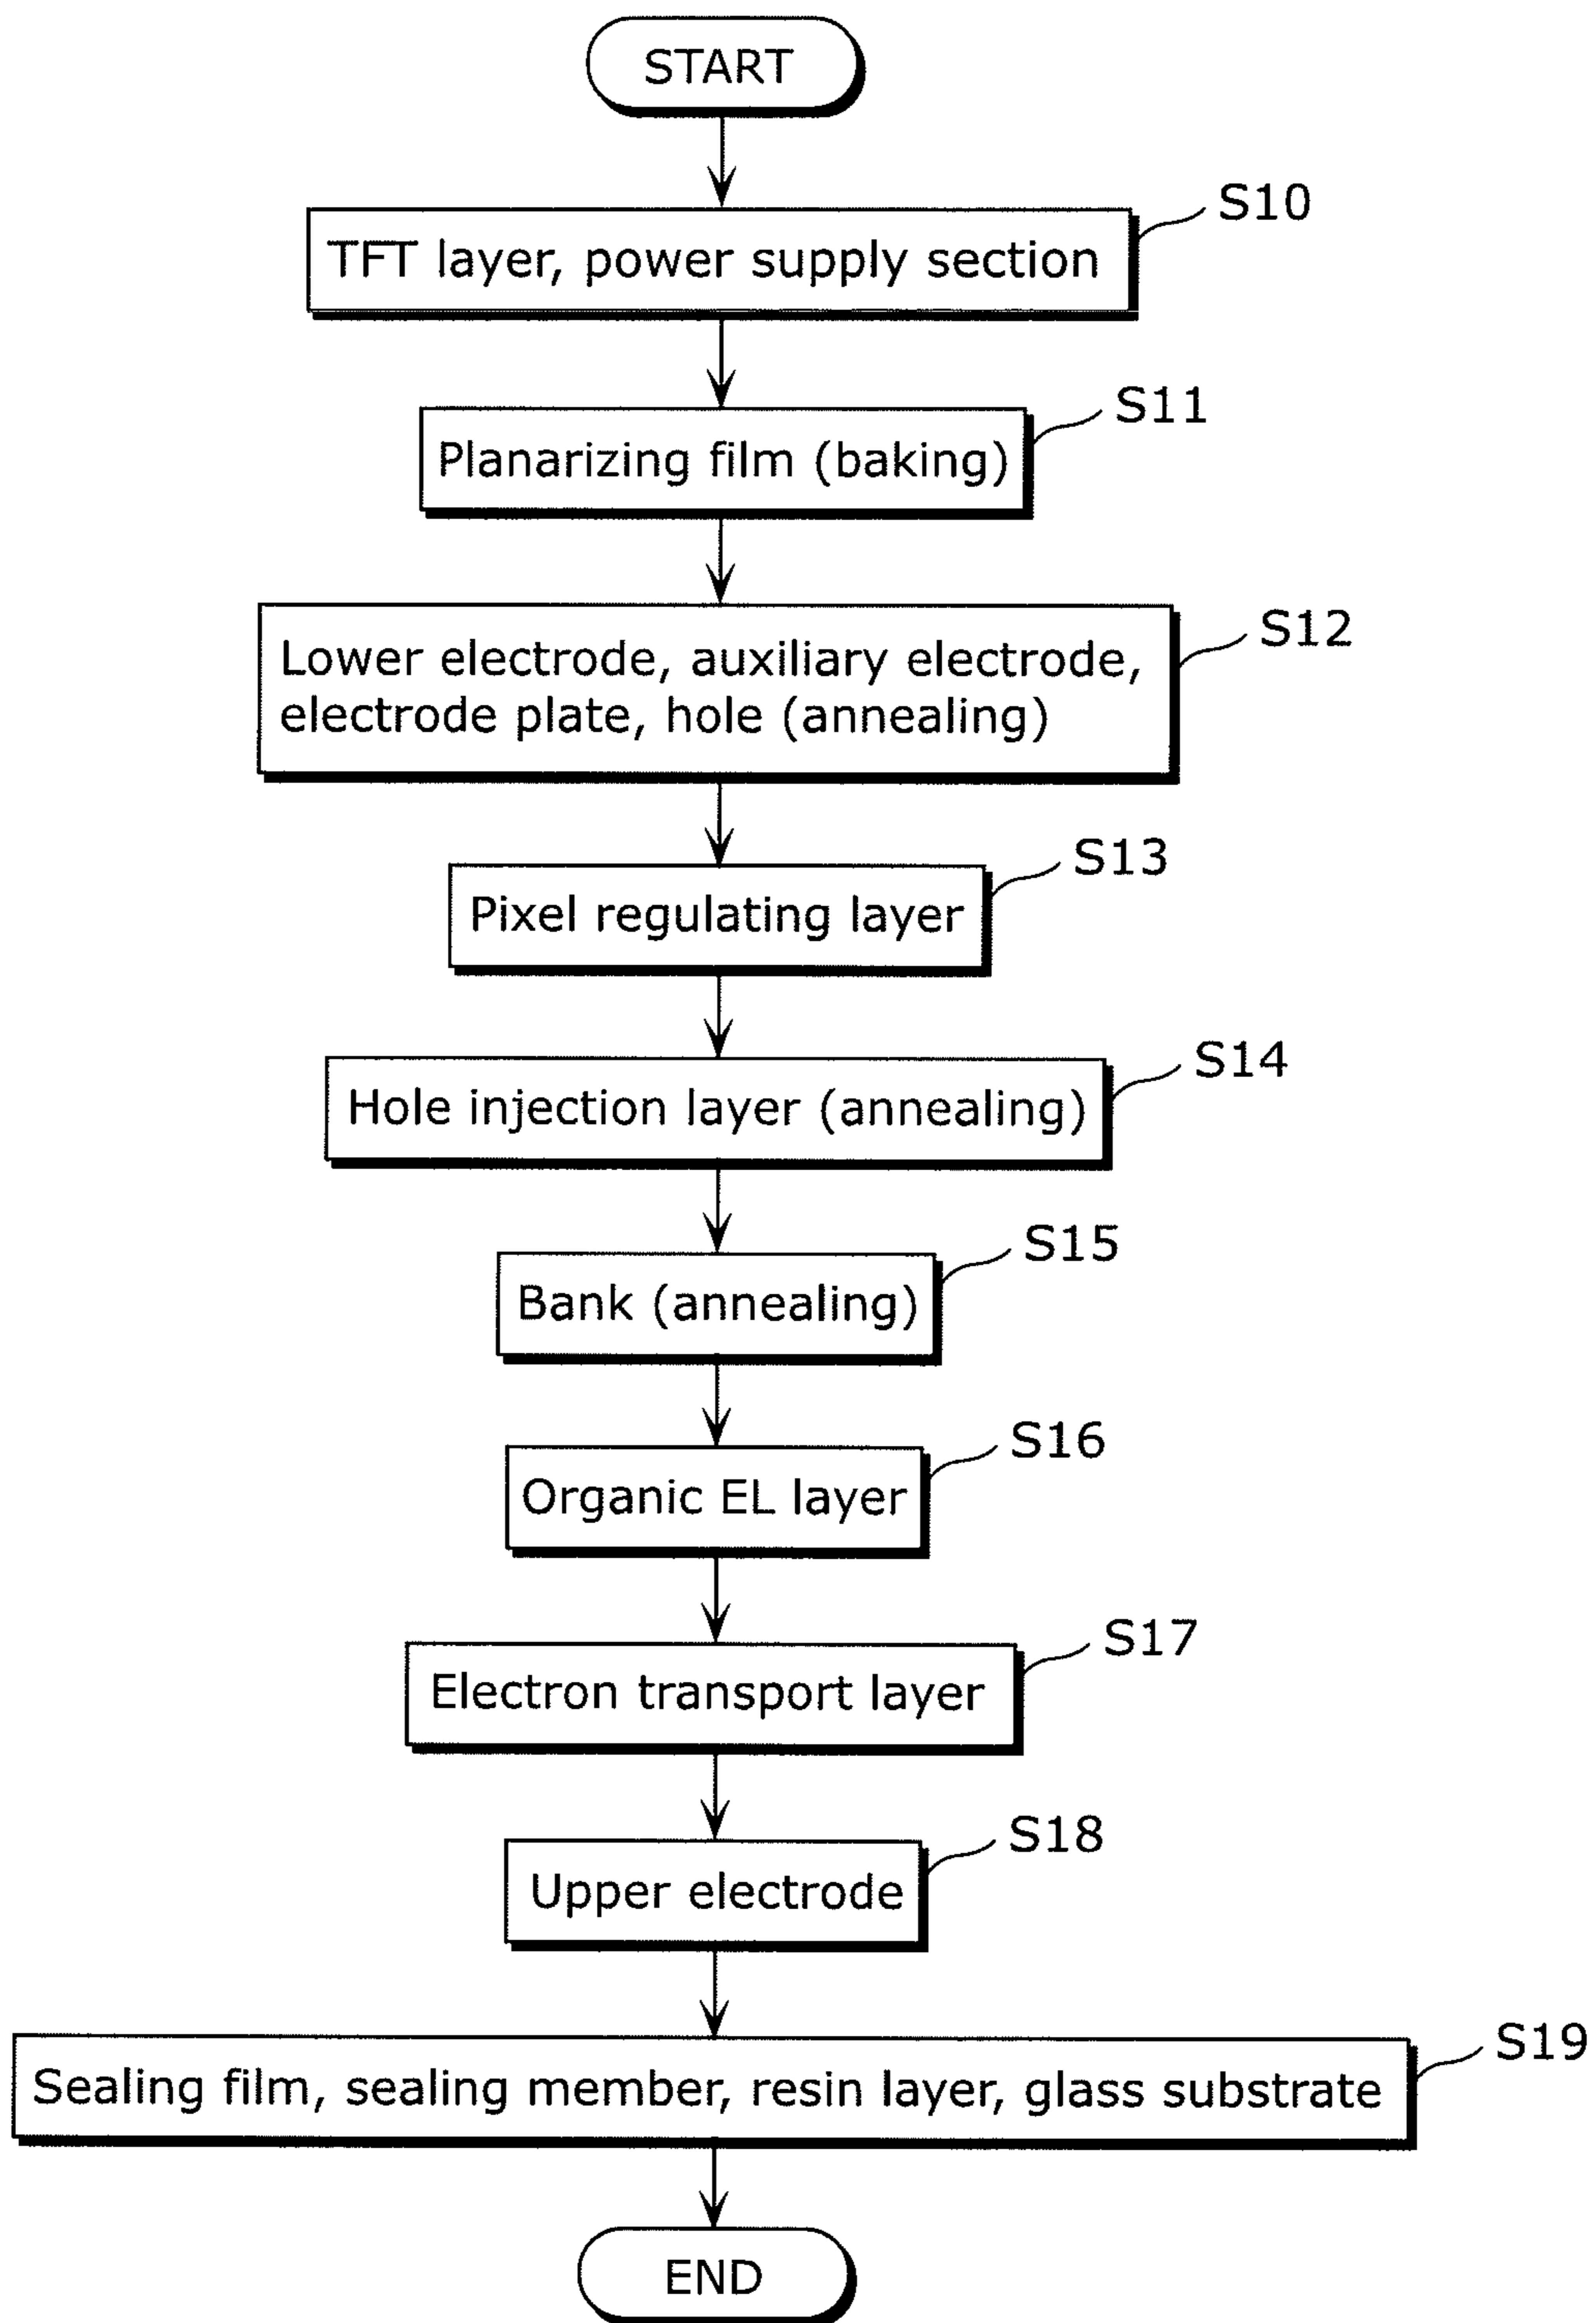 START
S10
TFT layer, power supply section
S11
Planarizing film (baking)
S12
Lower electrode, auxiliary electrode,
electrode plate, hole (annealing)
S13
Pixel regulating layer
S14
Hole injection layer (annealing)
S15
Bank (annealing)
S16
Organic EL layer
S17
Electron transport layer
S18
Upper electrode
S19
Sealing film, sealing member, resin layer, glass substrate
END